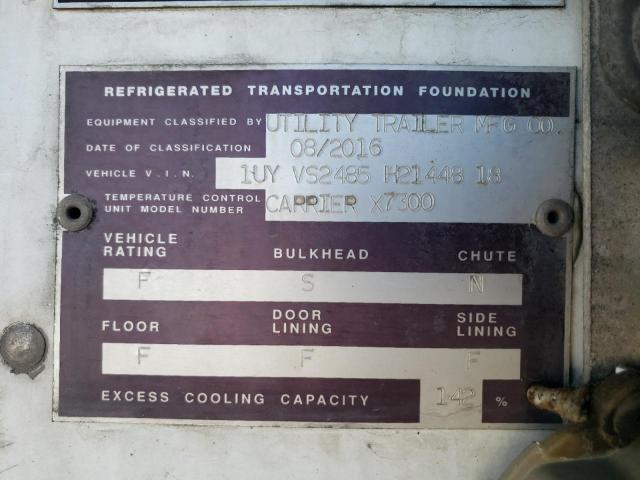 REFRIGERATED TRANSPORTATION FOUNDATION
EQUIPMENT CLASSIFIED BY UTILITY TRAILER MFG CO.
DATE OF CLASSIFICATION 08/2016
VEHICLE V.I.N. 1UY VS2485 H21448 18
TEMPERATURE CONTROL
UNIT MODEL NUMBER CARRIER X7300
VEHICLE
RATING BULKHEAD CHUTE
F S N
FLOOR DOOR
LINING SIDE
LINING
F F F
EXCESS COOLING CAPACITY 142 %